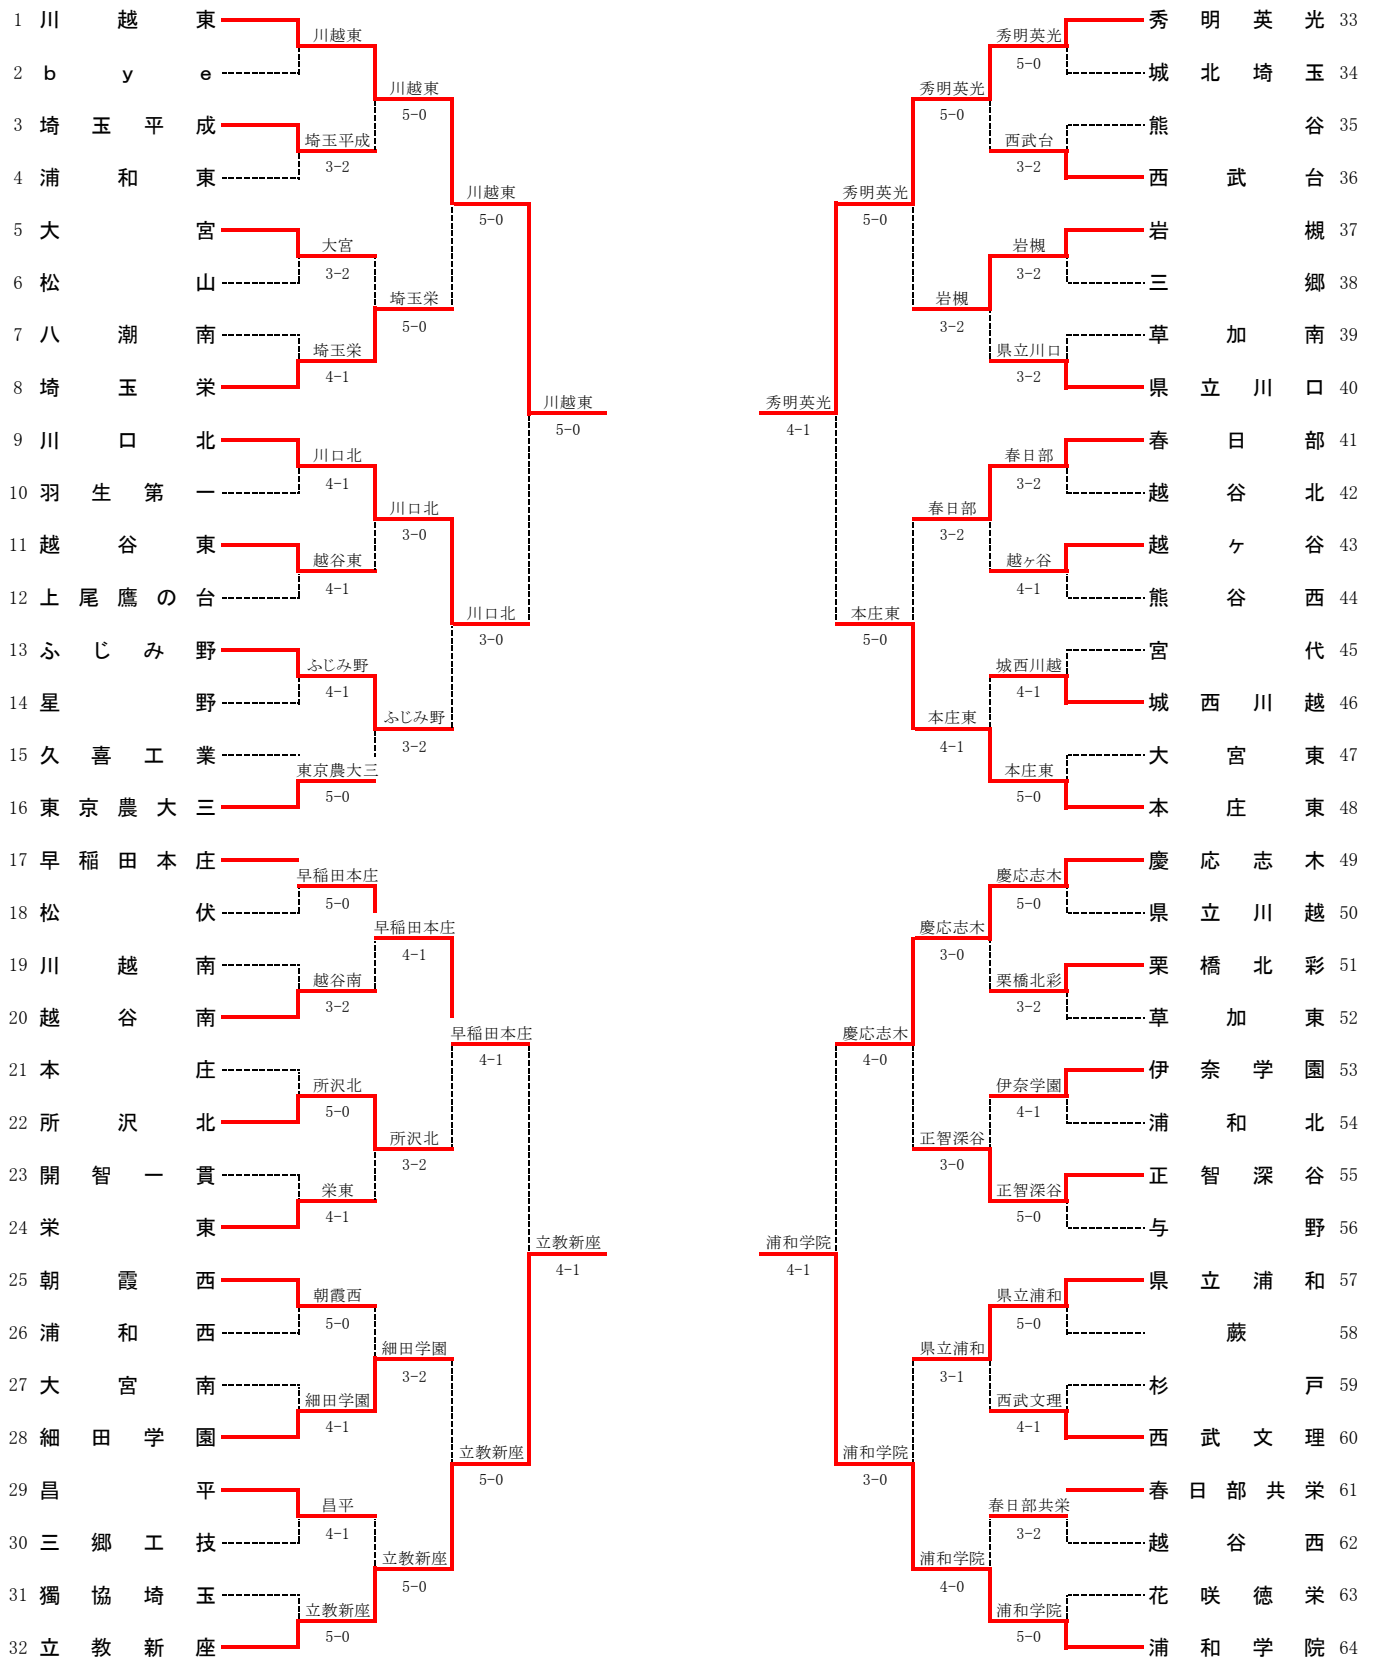 1 川越東
2 ｂｙｅ
3 埼玉平成
4 浦和東
5 大宮
6 松山
7 八潮南
8 埼玉栄
9 川口北
10 羽生第一
11 越谷東
12 上尾鷹の台
13 ふじみ野
14 星野
15 久喜工業
16 東京農大三
17 早稲田本庄
18 松伏
19 川越南
20 越谷南
21 本庄
22 所沢北
23 開智一貫
24 栄東
25 朝霞西
26 浦和西
27 大宮南
28 細田学園
29 昌平
30 三郷工技
31 獨協埼玉
32 立教新座
川越東
埼玉平成
3-2
大宮
3-2
埼玉栄
4-1
川口北
4-1
越谷東
4-1
ふじみ野
4-1
東京農大三
5-0
早稲田本庄
5-0
越谷南
3-2
所沢北
5-0
栄東
4-1
朝霞西
5-0
細田学園
4-1
昌平
4-1
立教新座
5-0
川越東
5-0
埼玉栄
5-0
川口北
3-0
ふじみ野
3-2
早稲田本庄
4-1
所沢北
3-2
細田学園
3-2
立教新座
5-0
川越東
5-0
川口北
3-0
早稲田本庄
4-1
立教新座
5-0
川越東
5-0
立教新座
4-1
秀明英光
4-1
浦和学院
4-1
秀明英光
5-0
本庄東
5-0
慶応志木
4-0
浦和学院
3-0
秀明英光
5-0
岩槻
3-2
春日部
3-2
本庄東
4-1
慶応志木
3-0
正智深谷
3-0
県立浦和
3-1
浦和学院
4-0
秀明英光
5-0
西武台
3-2
岩槻
3-2
県立川口
3-2
春日部
3-2
越ヶ谷
4-1
城西川越
4-1
本庄東
5-0
慶応志木
5-0
栗橋北彩
3-2
伊奈学園
4-1
正智深谷
5-0
県立浦和
5-0
西武文理
4-1
春日部共栄
3-2
浦和学院
5-0
秀明英光 33
城北埼玉 34
熊谷 35
西武台 36
岩槻 37
三郷 38
草加南 39
県立川口 40
春日部 41
越谷北 42
越ヶ谷 43
熊谷西 44
宮代 45
城西川越 46
大宮東 47
本庄東 48
慶応志木 49
県立川越 50
栗橋北彩 51
草加東 52
伊奈学園 53
浦和北 54
正智深谷 55
与野 56
県立浦和 57
蕨 58
杉戸 59
西武文理 60
春日部共栄 61
越谷西 62
花咲徳栄 63
浦和学院 64